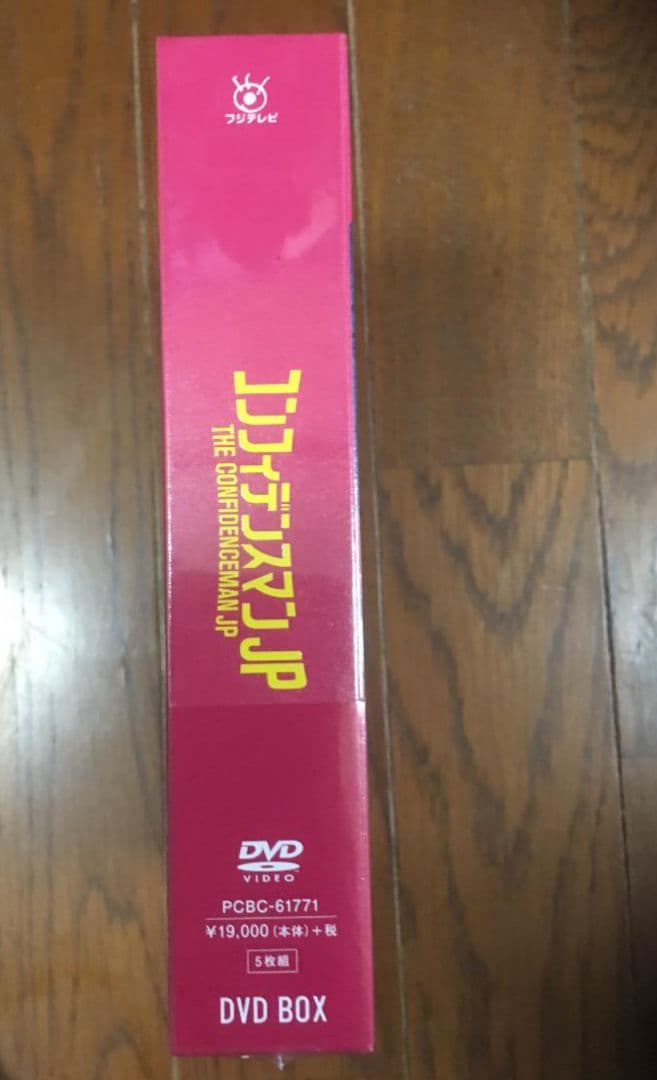 フジテレビ
コンフィデンスマンJP
THE CONFIDENCEMAN JP
DVD
VIDEO
PCBC-61771
¥19,000(本体)+税
5枚組
DVD BOX